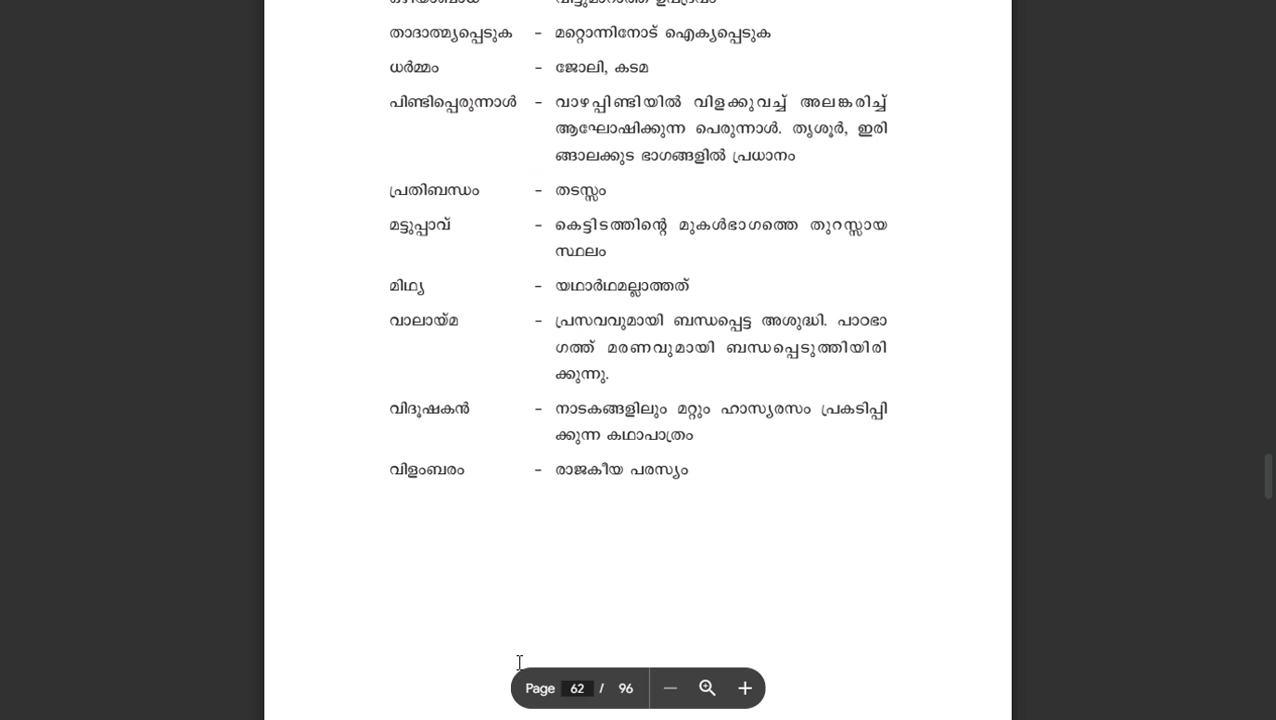 താദാത്മ്യപ്പെടുക - മറ്റൊന്നിനോട് ഐക്യപ്പെടുക
ധർമ്മം - ജോലി, കടമ
പിണ്ടിപ്പെരുന്നാൾ - വാഴപ്പിണ്ടിയിൽ വിളക്കുവച്ച് അലങ്കരിച്ച്
ആഘോഷിക്കുന്ന പെരുന്നാൾ. തൃശൂർ, ഇരി
ങ്ങാലക്കുട ഭാഗങ്ങളിൽ പ്രധാനം
പ്രതിബന്ധം - തടസ്സം
മട്ടുപ്പാവ് - കെട്ടിടത്തിന്റെ മുകൾഭാഗത്തെ തുറസ്സായ
സ്ഥലം
മിഥ്യ - യഥാർഥമല്ലാത്തത്
വാലായ്മ - പ്രസവവുമായി ബന്ധപ്പെട്ട അശുദ്ധി. പാഠഭാ
ഗത്ത് മരണവുമായി ബന്ധപ്പെടുത്തിയിരി
ക്കുന്നു.
വിദൂഷകൻ - നാടകങ്ങളിലും മറ്റും ഹാസ്യരസം പ്രകടിപ്പി
ക്കുന്ന കഥാപാത്രം
വിളംബരം - രാജകീയ പരസ്യം
Page 62 / 96